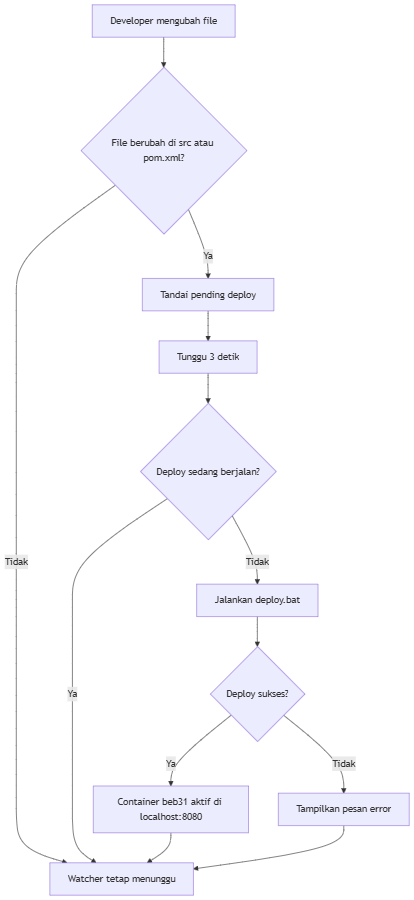 Developer mengubah file
File berubah di src atau
pom.xml?
Ya
Tandai pending deploy
Tunggu 3 detik
Deploy sedang berjalan?
Tidak
Tidak
Jalankan deploy.bat
Ya
Deploy sukses?
Ya
Tidak
Container beb31 aktif di
localhost:8080
Tampilkan pesan error
Watcher tetap menunggu